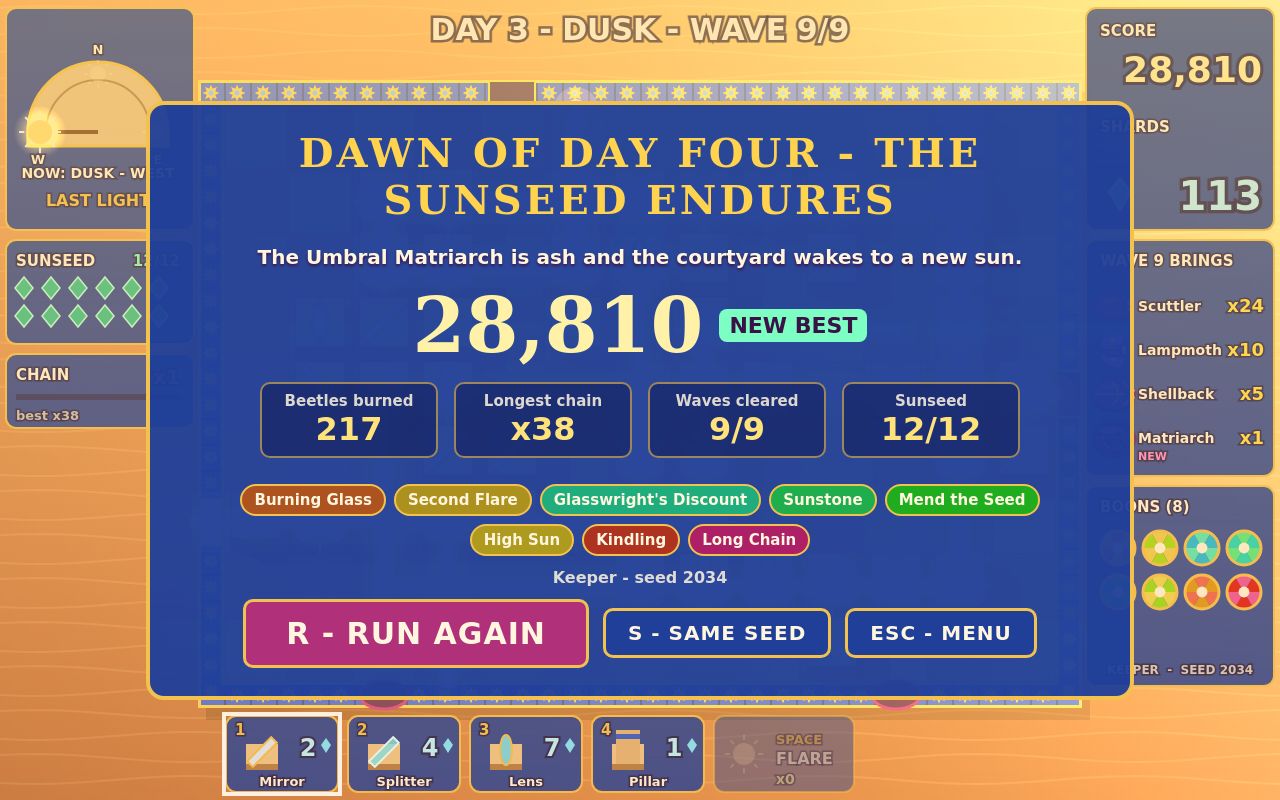 DAY 3 - DUSK - WAVE 9/9
N
W
E
NOW: DUSK - WEST
LAST LIGHT
SUNSEED 12/12
CHAIN x1
best x38
DAWN OF DAY FOUR - THE
SUNSEED ENDURES
The Umbral Matriarch is ash and the courtyard wakes to a new sun.
28,810 NEW BEST
Beetles burned
217
Longest chain
x38
Waves cleared
9/9
Sunseed
12/12
Burning Glass
Second Flare
Glasswright's Discount
Sunstone
Mend the Seed
High Sun
Kindling
Long Chain
Keeper - seed 2034
R - RUN AGAIN
S - SAME SEED
ESC - MENU
SCORE
28,810
SHARDS
113
WAVE 9 BRINGS
Scuttler x24
Lampmoth x10
Shellback x5
Matriarch x1
NEW
BOONS (8)
KEEPER - SEED 2034
1
2
Mirror
2
4
Splitter
3
7
Lens
4
1
Pillar
SPACE
FLARE
x0